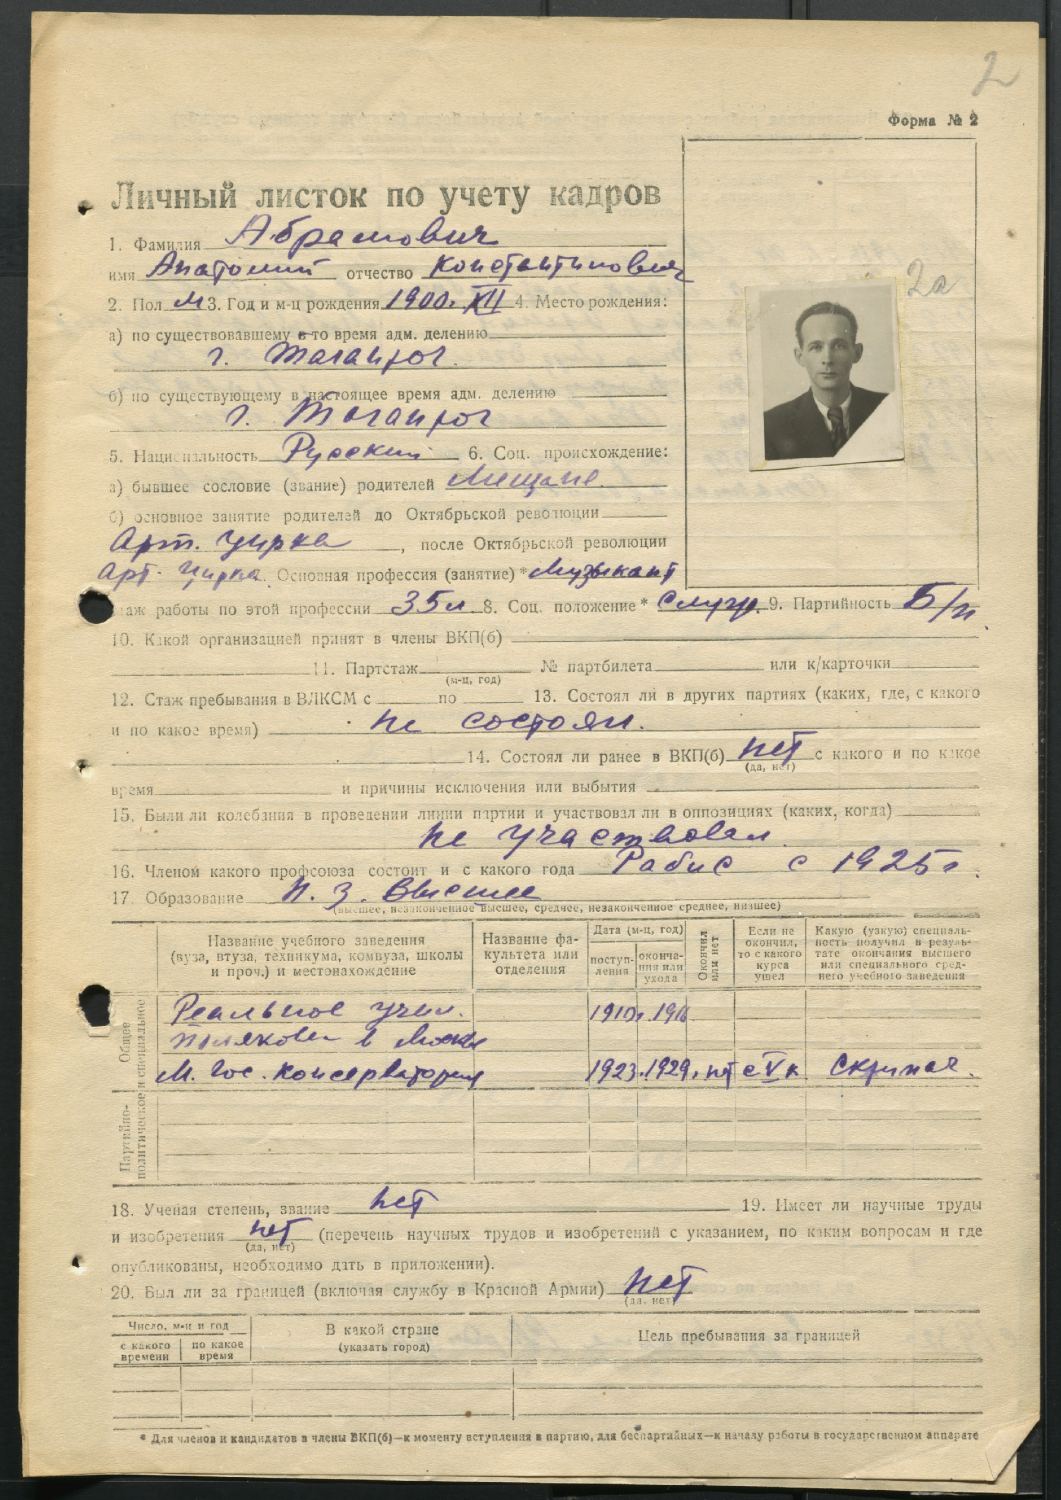 2
Форма № 2
Личный листок по учету кадров
1. Фамилия Абрамович
имя Анатолий отчество Константинович
2а
2. Пол М 3. Год и м-ц рождения 1900г. XII 4. Место рождения:
а) по существовавшему в то время адм. делению
г. Таганрог.
б) по существующему в настоящее время адм. делению
г. Таганрог
5. Национальность Русский 6. Соц. происхождение:
а) бывшее сословие (звание) родителей Мещане.
б) основное занятие родителей до Октябрьской революции
Арт. цирка, после Октябрьской революции
Арт. цирка. Основная профессия (занятие)* Музыкант
таж работы по этой профессии 35 л 8. Соц. положение* Служ. 9. Партийность Б/п.
10. Какой организацией принят в члены ВКП(б)
11. Партстаж № партбилета или к/карточки
(м-ц, год)
12. Стаж пребывания в ВЛКСМ с по 13. Состоял ли в других партиях (каких, где, с какого
и по какое время) не состоял.
14. Состоял ли ранее в ВКП(б) нет с какого и по какое
(да, нет)
время и причины исключения или выбытия
15. Были ли колебания в проведении линии партии и участвовал ли в оппозициях (каких, когда)
не участвовал.
16. Членом какого профсоюза состоит и с какого года Рабис с 1925г.
17. Образование Н. З. Высшее
(высшее, незаконченное высшее, среднее, незаконченное среднее, низшее)
Название учебного заведения (вуза, втуза, техникума, комвуза, школы и проч.) и местонахождение
Название факультета или отделения
Дата (м-ц, год)
поступления
окончания или ухода
Окончил или нет
Если не окончил, то с какого курса ушел
Какую (узкую) специальность получил в результате окончания высшего или специального среднего учебного заведения
Общее и специальное
Реальное учил. 1910г. 1918
Полякова в Москве
М. Гос. Консерватория 1923. 1929. нет с V к Скрипач.
Партийно-политическое
18. Ученая степень, звание нет 19. Имеет ли научные труды
и изобретения нет (перечень научных трудов и изобретений с указанием, по каким вопросам и где
(да, нет)
опубликованы, необходимо дать в приложении).
20. Был ли за границей (включая службу в Красной Армии) нет
(да, нет)
Число, м-ц и год
с какого времени
по какое время
В какой стране
(указать город)
Цель пребывания за границей
* Для членов и кандидатов в члены ВКП(б)—к моменту вступления в партию, для беспартийных—к началу работы в государственном аппарате